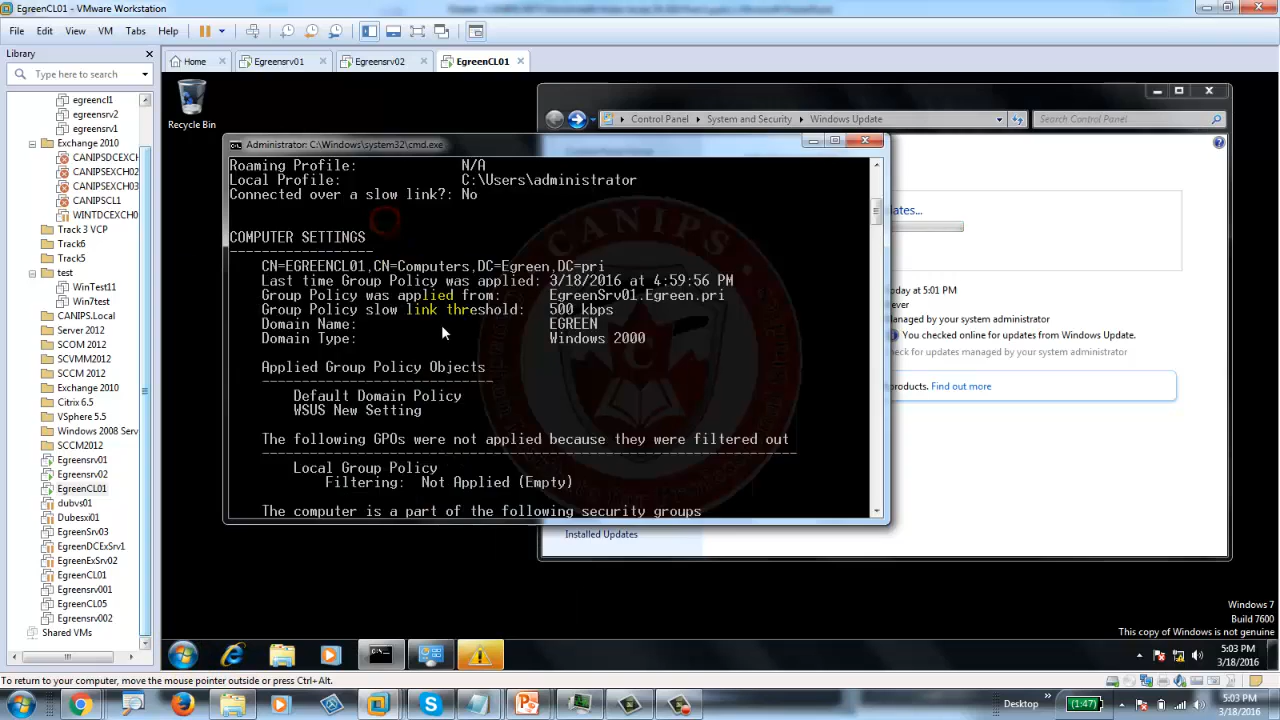 EgreenCL01 - VMware Workstation
File Edit View VM Tabs Help
Library
Type here to search
Home
Egreensrv01
Egreensrv02
EgreenCL01
egreencl1
egreensrv2
egreensrv1
Exchange 2010
CANIPSDCEXCH
CANIPSEXCH02
CANIPSEXCH03
CANIPSCL1
WINTDCEXCH0
Track 3 VCP
Track6
Track5
test
WinTest11
Win7test
CANIPS.Local
Server 2012
SCOM 2012
SCVMM2012
SCCM 2012
Exchange 2010
Citrix 6.5
VSphere 5.5
Windows 2008 Serv
SCCM2012
Egreensrv01
Egreensrv02
EgreenCL01
dubvs01
Dubesxi01
EgreenSrv03
EgreenDCExSrv1
EgreenExSrv02
EgreenCL01
Egreensrv001
EgreenCL05
Egreensrv002
Shared VMs
Recycle Bin
Control Panel System and Security Windows Update
Search Control Panel
Administrator: C:\Windows\system32\cmd.exe
Roaming Profile: N/A
Local Profile: C:\Users\administrator
Connected over a slow link?: No
COMPUTER SETTINGS
------------------
CN=EGREENCL01,CN=Computers,DC=Egreen,DC=pri
Last time Group Policy was applied: 3/18/2016 at 4:59:56 PM
Group Policy was applied from: EgreenSrv01.Egreen.pri
Group Policy slow link threshold: 500 kbps
Domain Name: EGREEN
Domain Type: Windows 2000
Applied Group Policy Objects
-----------------------------
Default Domain Policy
WSUS New Setting
The following GPOs were not applied because they were filtered out
-------------------------------------------------------------------
Local Group Policy
Filtering: Not Applied (Empty)
The computer is a part of the following security groups
CANIPS
ates...
oday at 5:01 PM
ever
anaged by your system administrator
You checked online for updates from Windows Update.
heck for updates managed by your system administrator
products. Find out more
Installed Updates
Windows 7
Build 7600
This copy of Windows is not genuine
5:03 PM
3/18/2016
To return to your computer, move the mouse pointer outside or press Ctrl+Alt.
Desktop
(1:47)
5:03 PM
3/18/2016